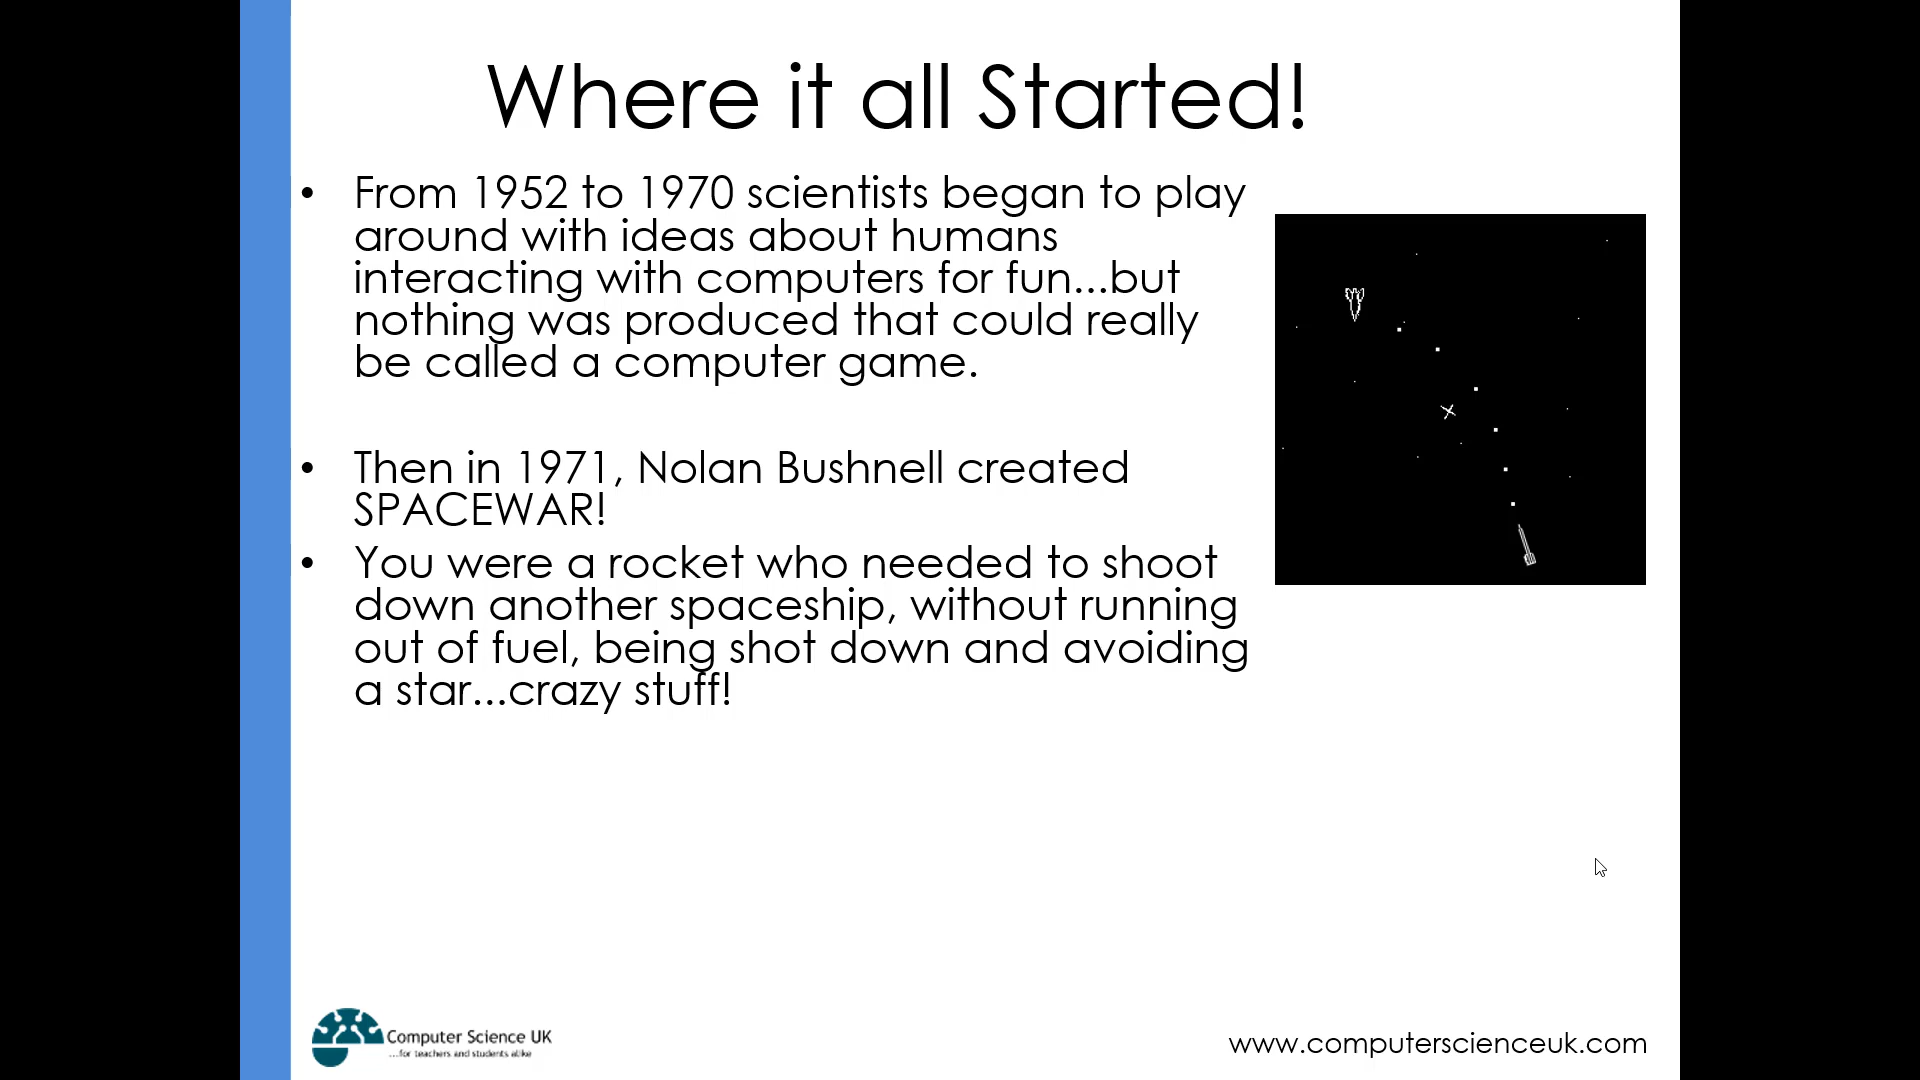 Where it all Started!
• From 1952 to 1970 scientists began to play
around with ideas about humans
interacting with computers for fun...but
nothing was produced that could really
be called a computer game.
• Then in 1971, Nolan Bushnell created
SPACEWAR!
• You were a rocket who needed to shoot
down another spaceship, without running
out of fuel, being shot down and avoiding
a star...crazy stuff!
Computer Science UK
...for teachers and students alike
www.computerscienceuk.com